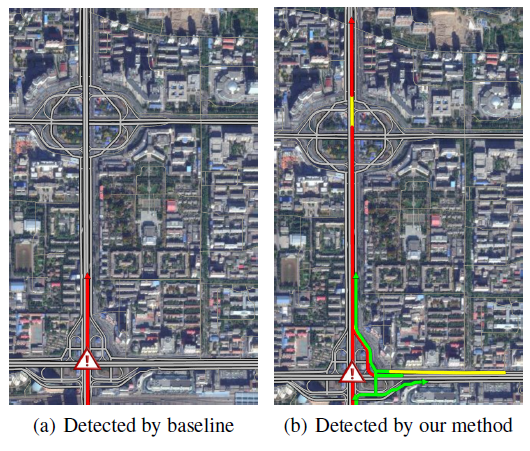 (a) Detected by baseline
(b) Detected by our method